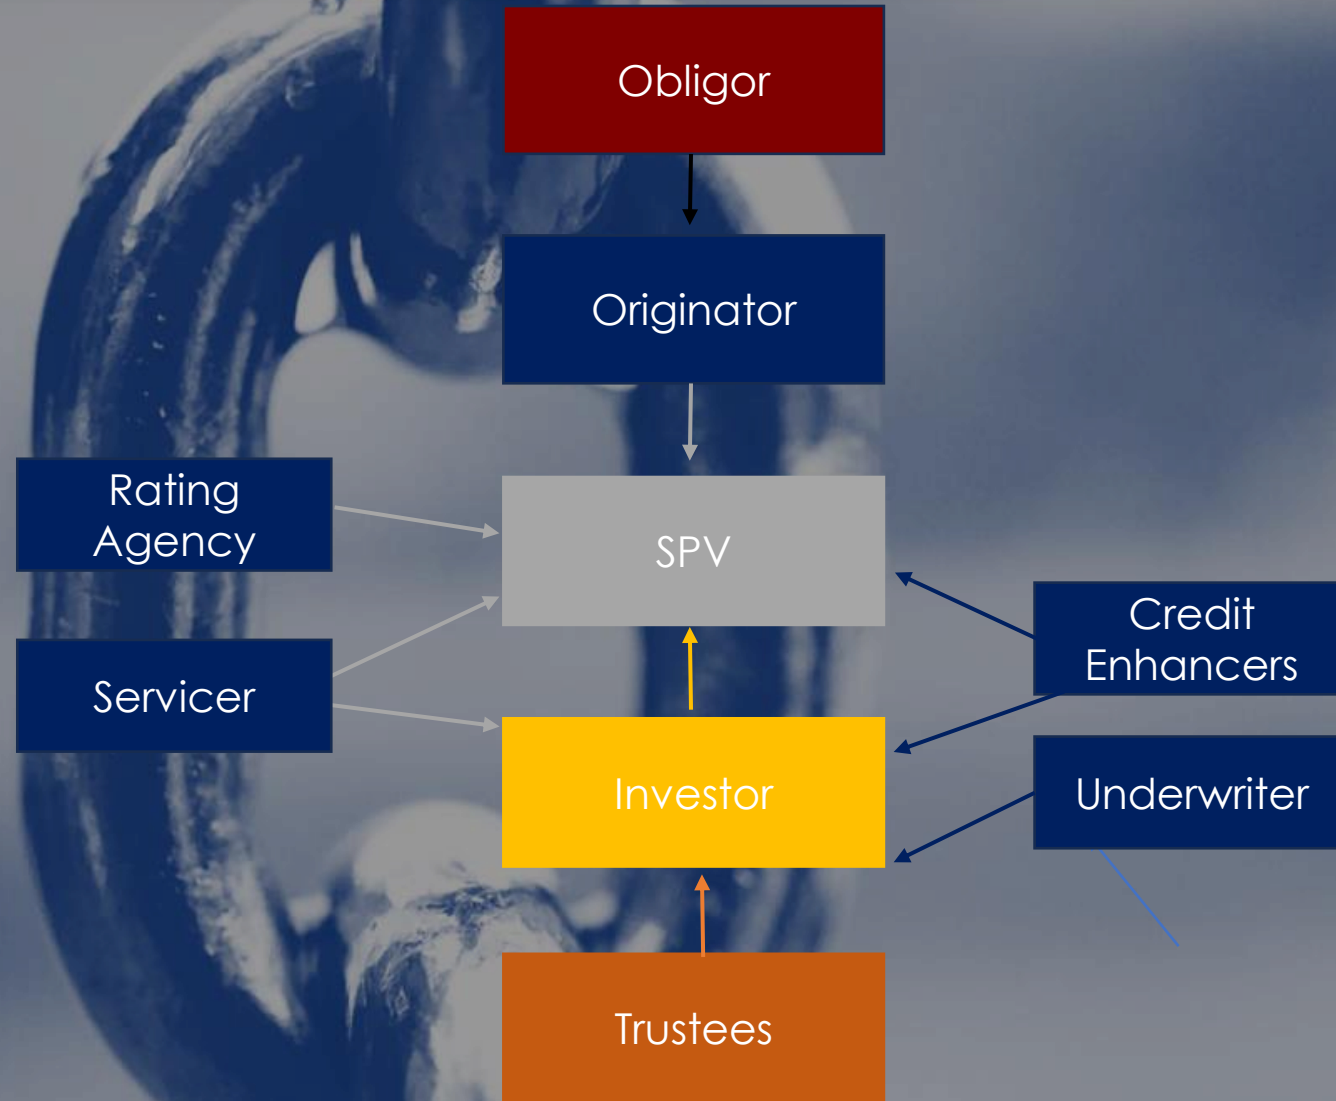 Obligor
Originator
Rating
Agency
SPV
Credit
Enhancers
Servicer
Investor
Underwriter
Trustees